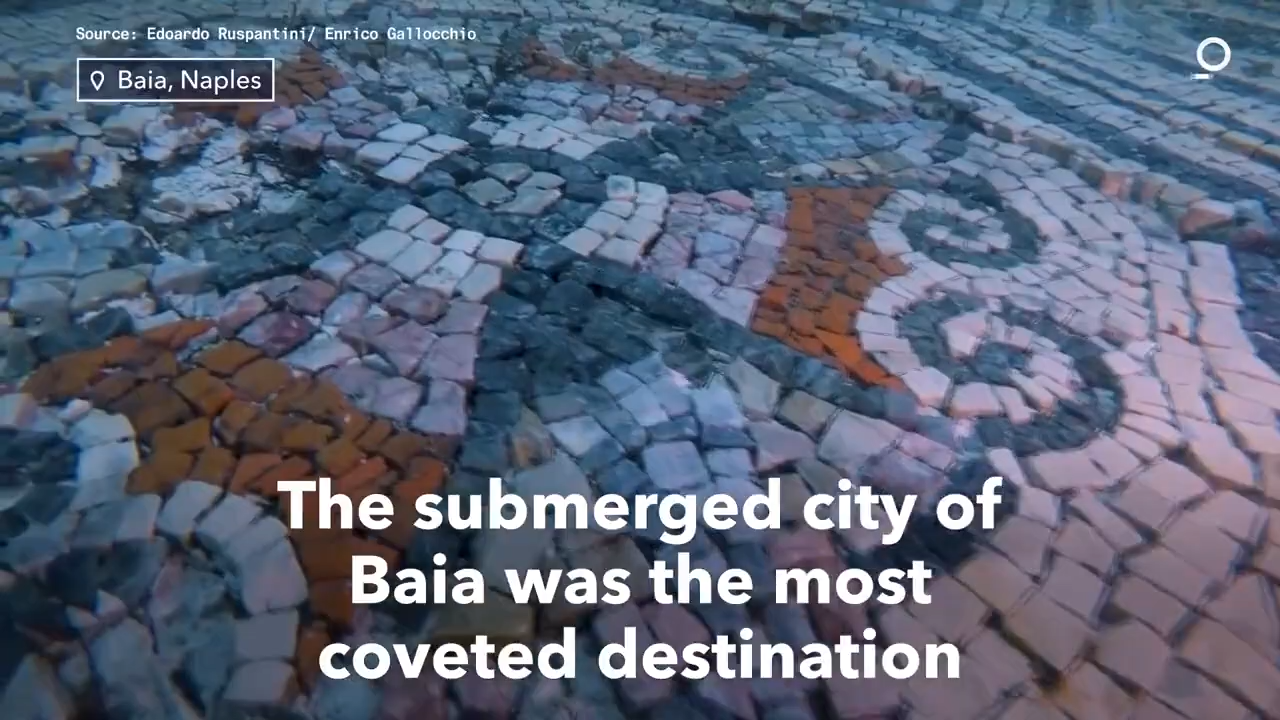 Source: Edoardo Ruspantini/ Enrico Gallocchio
Baia, Naples
The submerged city of
Baia was the most
coveted destination